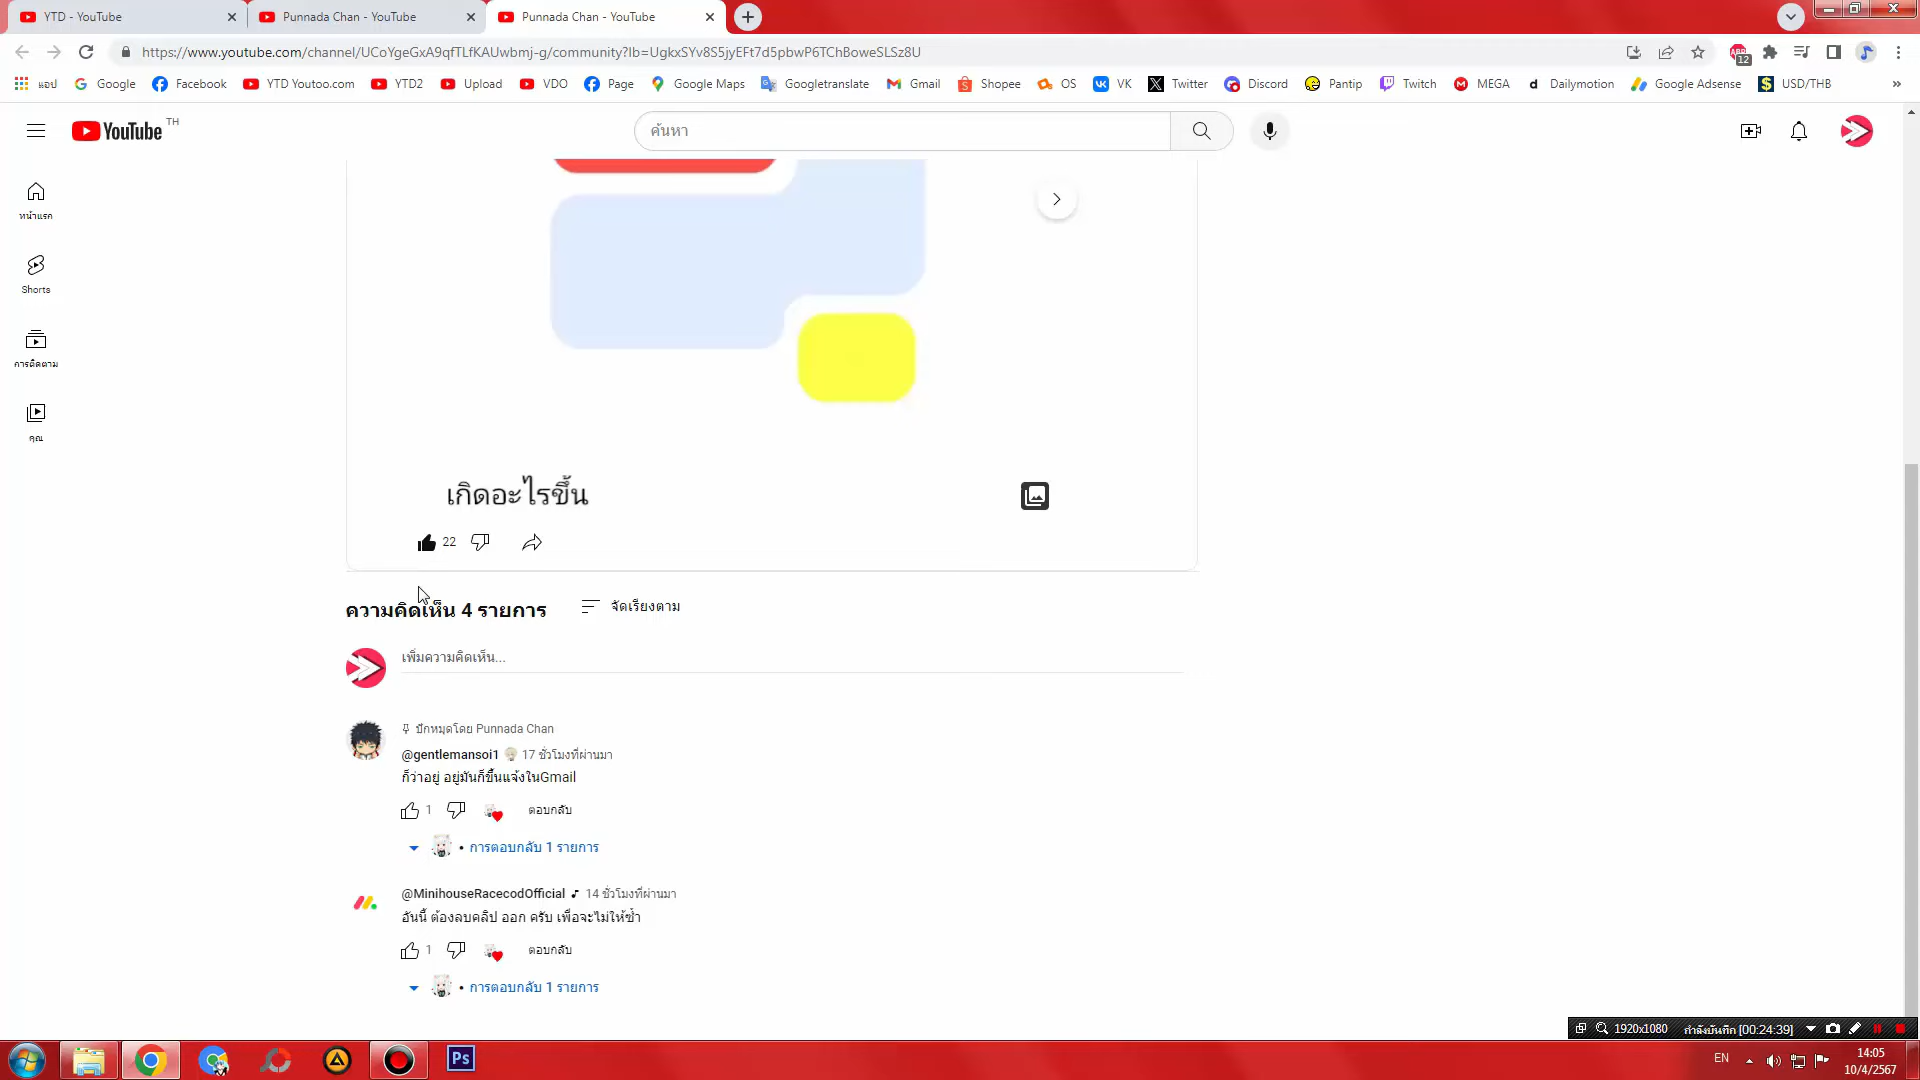 YTD - YouTube
Punnada Chan - YouTube
Punnada Chan - YouTube
https://www.youtube.com/channel/UCoYgeGxA9qfTLfKAUwbmj-g/community?lb=UgkxSYv8S5jyEFt7d5pbwP6TChBoweSLSz8U
12
แอป
Google
Facebook
YTD Youtoo.com
YTD2
Upload
VDO
Page
Google Maps
Googletranslate
Gmail
Shopee
OS
VK
Twitter
Discord
Pantip
Twitch
MEGA
Dailymotion
Google Adsense
USD/THB
YouTube TH
ค้นหา
หน้าแรก
Shorts
การติดตาม
คุณ
เกิดอะไรขึ้น
22
ความคิดเห็น 4 รายการ
จัดเรียงตาม
เพิ่มความคิดเห็น...
ปักหมุดโดย Punnada Chan
@gentlemansoi1 17 ชั่วโมงที่ผ่านมา
ก็ว่าอยู่ อยู่มันก็ขึ้นแจ้งในGmail
1
ตอบกลับ
• การตอบกลับ 1 รายการ
@MinihouseRacecodOfficial 14 ชั่วโมงที่ผ่านมา
อันนี้ ต้องลบคลิป ออก ครับ เพื่อจะไม่ให้ซ้ำ
1
ตอบกลับ
• การตอบกลับ 1 รายการ
1920x1080
กำลังบันทึก [00:24:39]
Ps
EN
14:05
10/4/2567